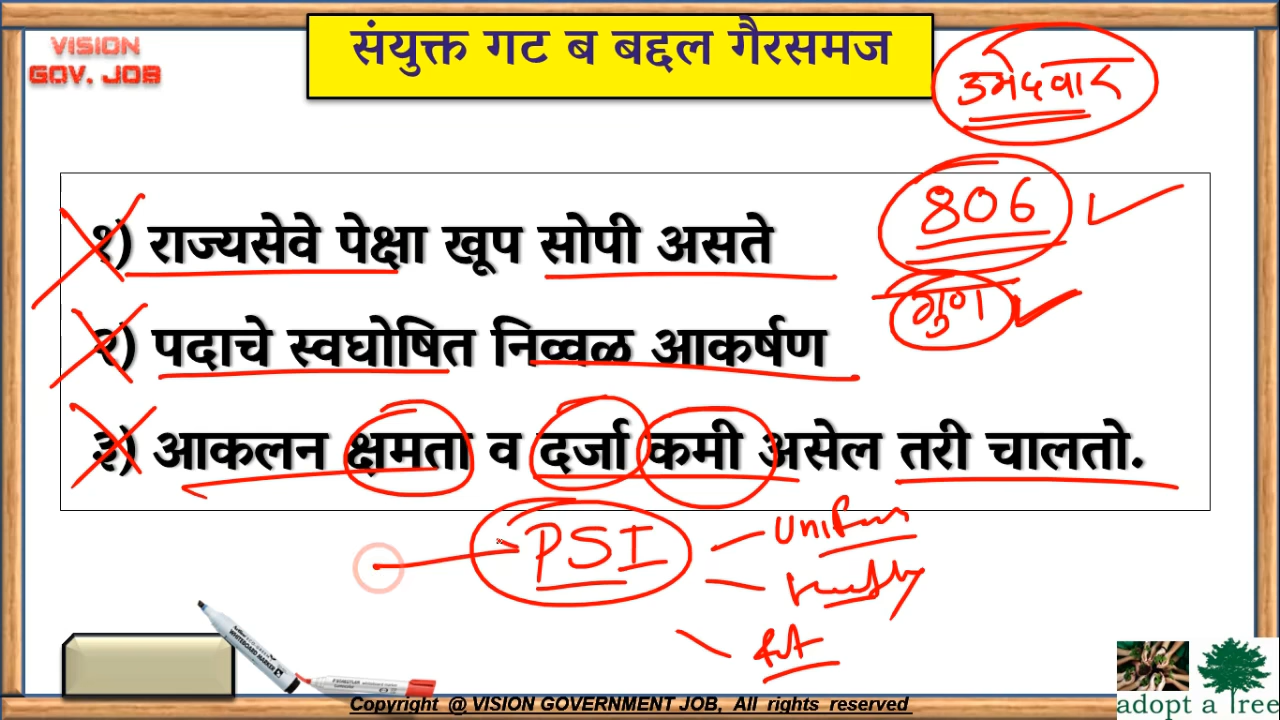 VISION
GOV. JOB
संयुक्त गट ब बद्दल गैरसमज
उमेदवार
806
गुण
१) राज्यसेवे पेक्षा खूप सोपी असते
२) पदाचे स्वघोषित निव्वळ आकर्षण
३) आकलन क्षमता व दर्जा कमी असेल तरी चालतो.
PSI
Copyright @ VISION GOVERNMENT JOB, All rights reserved
adopt a Tree